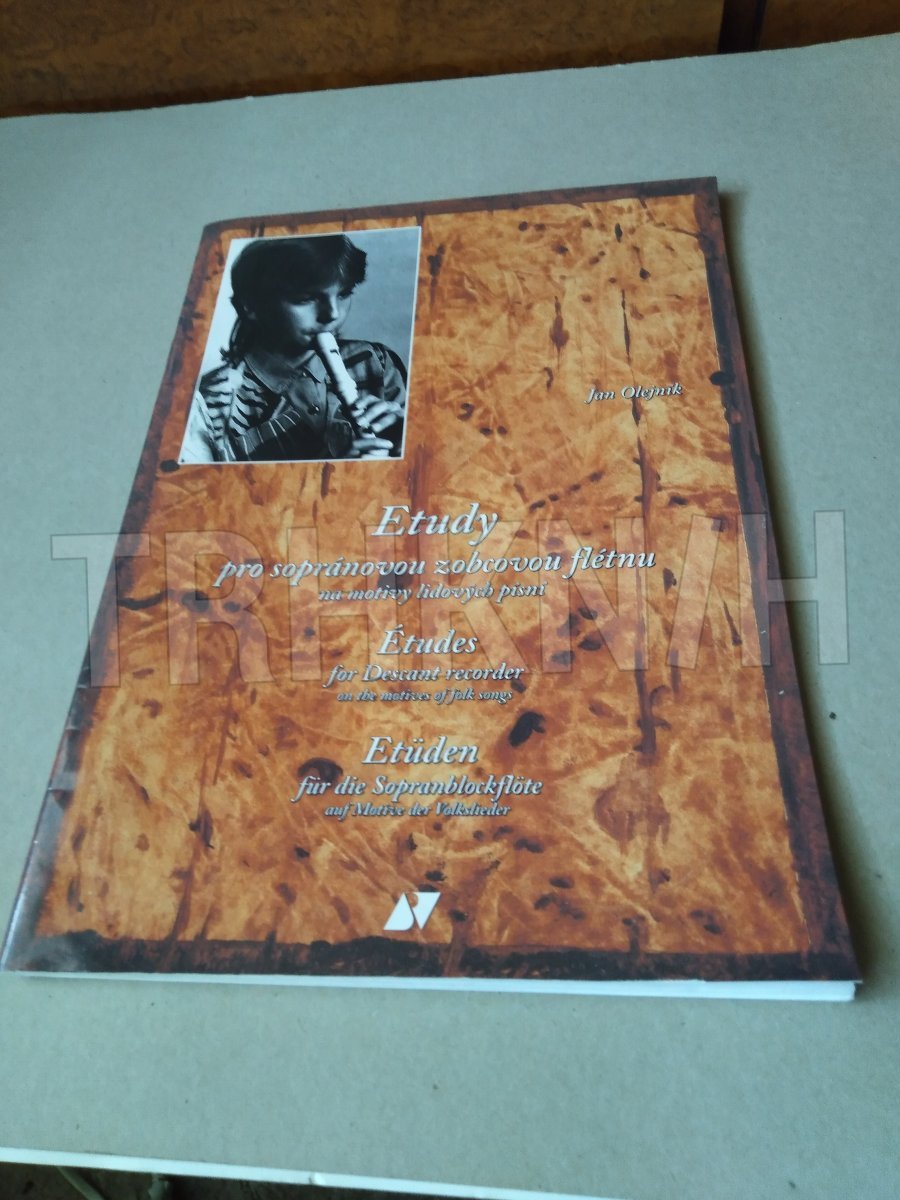 Jan Olejník
Etudy
pro sopránovou zobcovou flétnu
na motivy lidových písní
TRHKNIH
Études
for Descant recorder
on the motives of folk songs
Etüden
für die Sopranblockflöte
auf Motive der Volkslieder